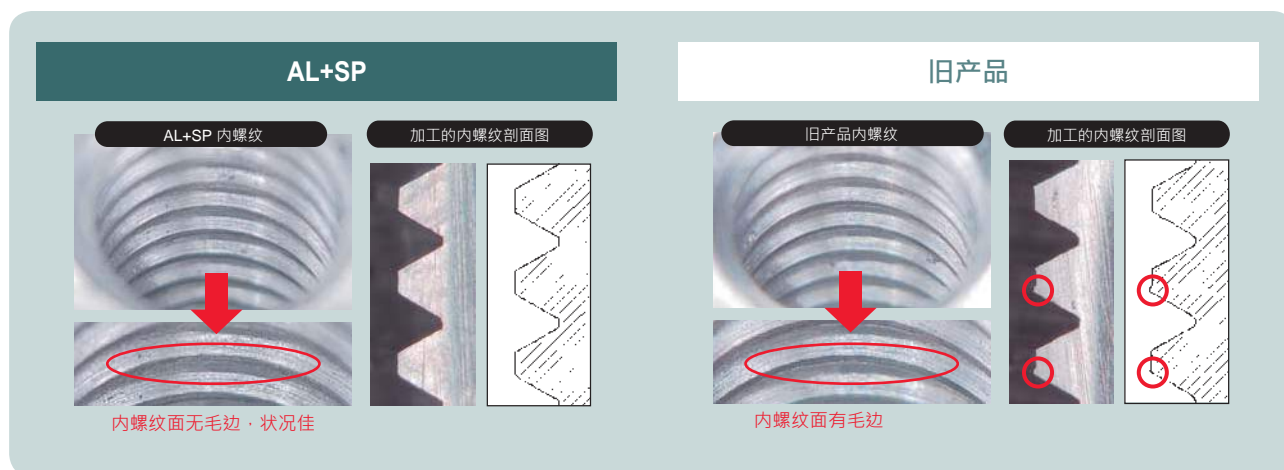 AL+SP
AL+SP 内螺纹
加工的内螺纹剖面图
内螺纹面无毛边·状况佳
旧产品
旧产品内螺纹
加工的内螺纹剖面图
内螺纹面有毛边